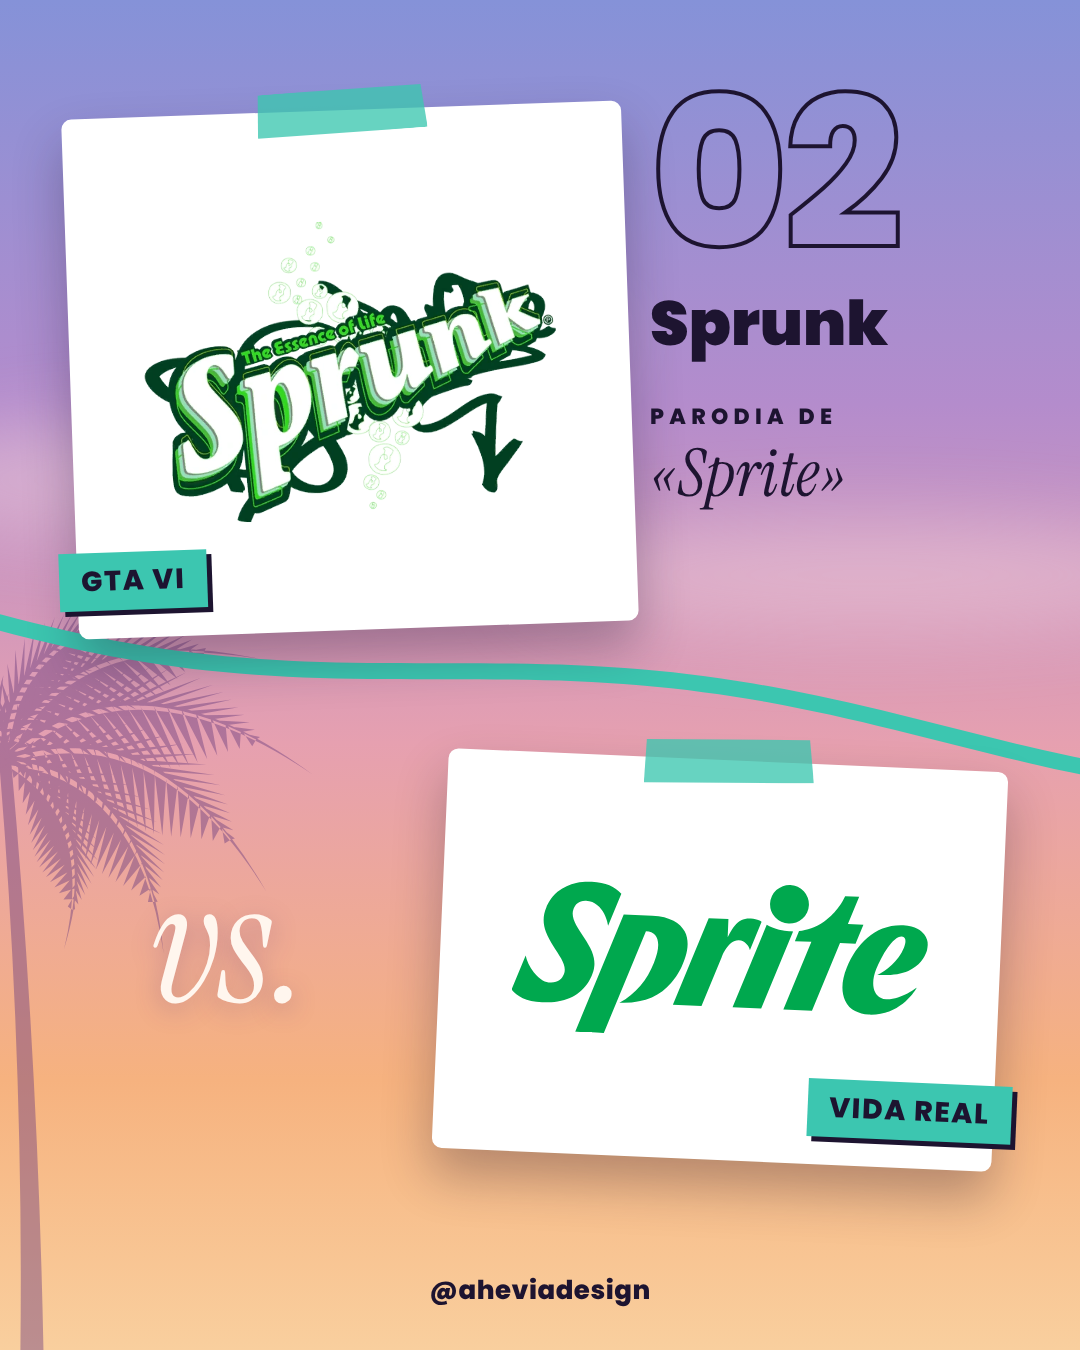 02
Sprunk
PARODIA DE
«Sprite»
The Essence of Life
Sprunk®
GTA VI
vs.
Sprite
VIDA REAL
@aheviadesign